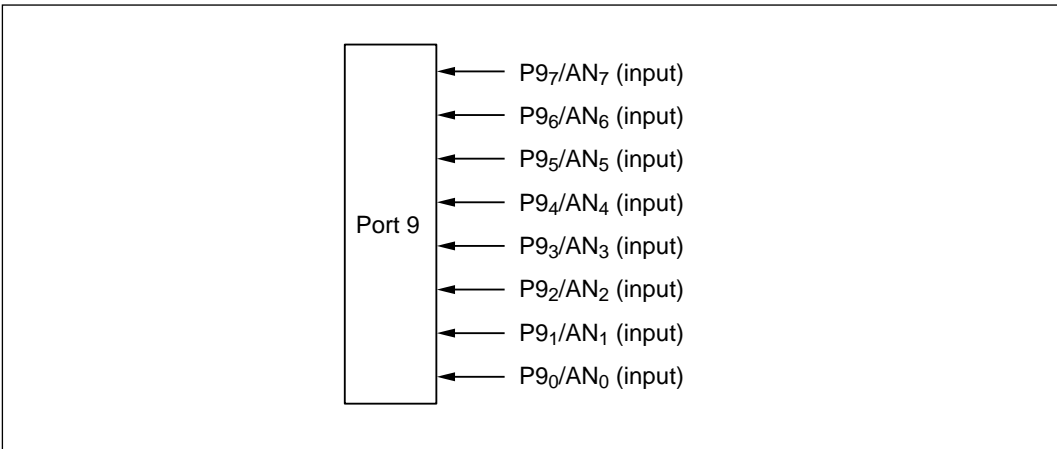 P9₇/AN₇ (input)
P9₆/AN₆ (input)
P9₅/AN₅ (input)
P9₄/AN₄ (input)
Port 9
P9₃/AN₃ (input)
P9₂/AN₂ (input)
P9₁/AN₁ (input)
P9₀/AN₀ (input)